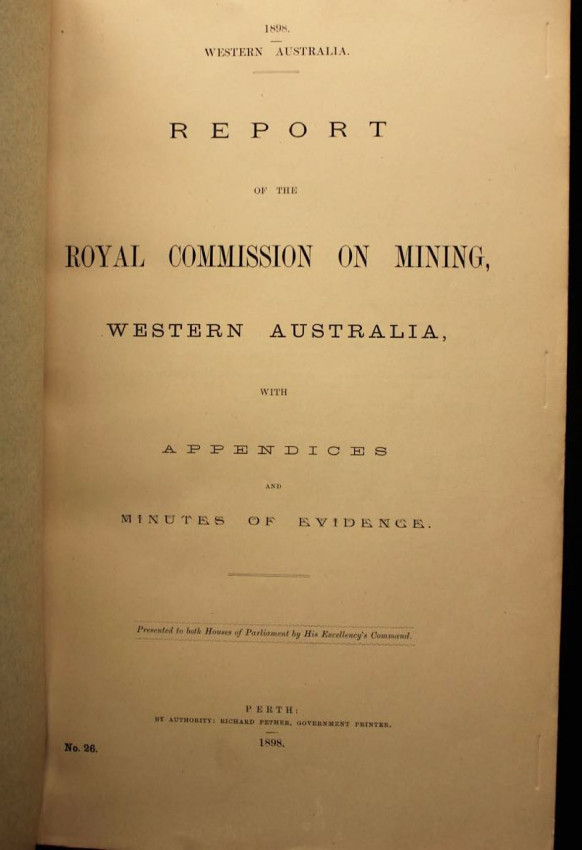 1898.
WESTERN AUSTRALIA.
REPORT
OF THE
ROYAL COMMISSION ON MINING,
WESTERN AUSTRALIA,
WITH
APPENDICES
AND
MINUTES OF EVIDENCE.
Presented to both Houses of Parliament by His Excellency's Command.
PERTH:
BY AUTHORITY: RICHARD PETHER, GOVERNMENT PRINTER.
1898.
No. 26.